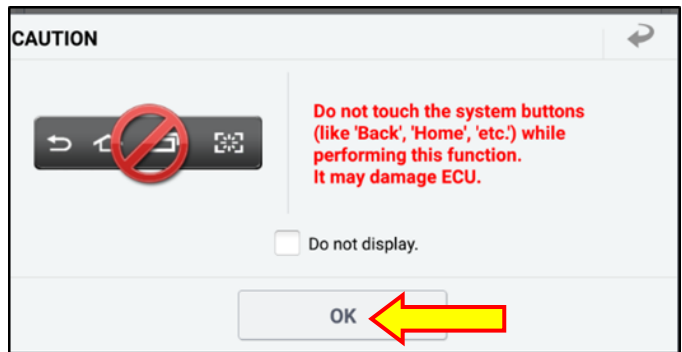 CAUTION
Do not touch the system buttons
(like 'Back', 'Home', 'etc.') while
performing this function.
It may damage ECU.
Do not display.
OK